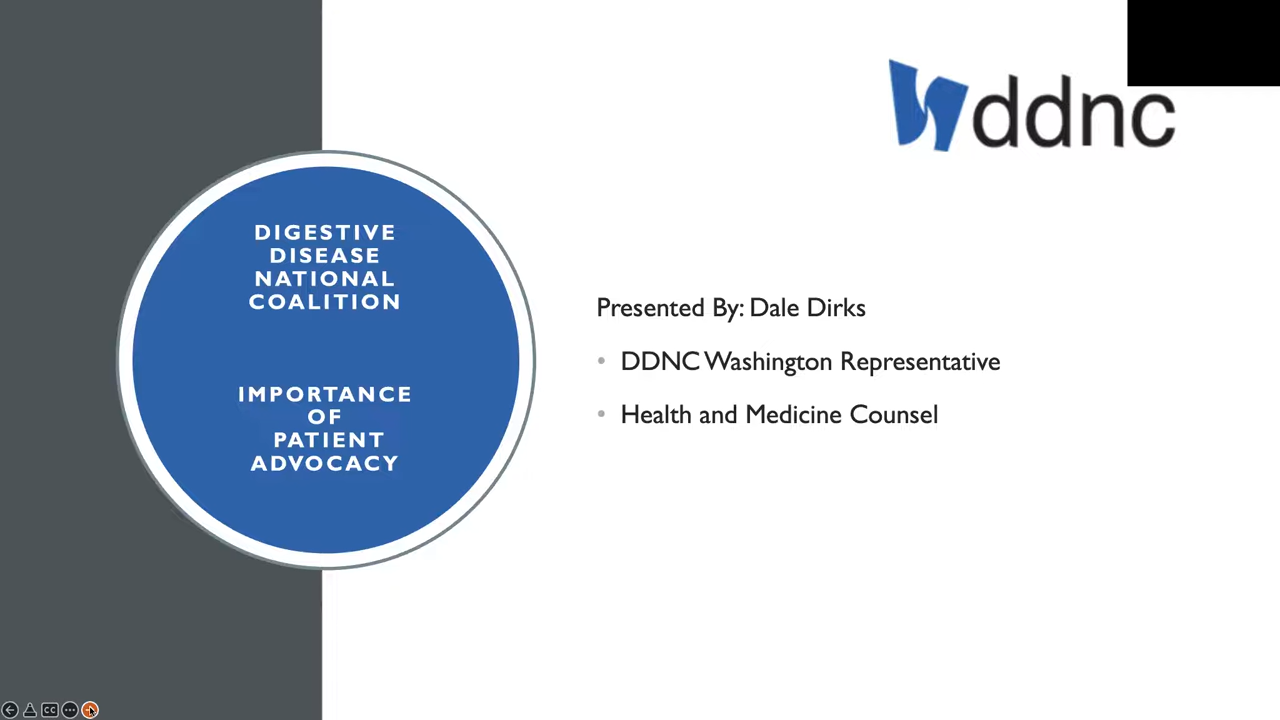 ddnc
DIGESTIVE
DISEASE
NATIONAL
COALITION
IMPORTANCE
OF
PATIENT
ADVOCACY
Presented By: Dale Dirks
• DDNC Washington Representative
• Health and Medicine Counsel
CC